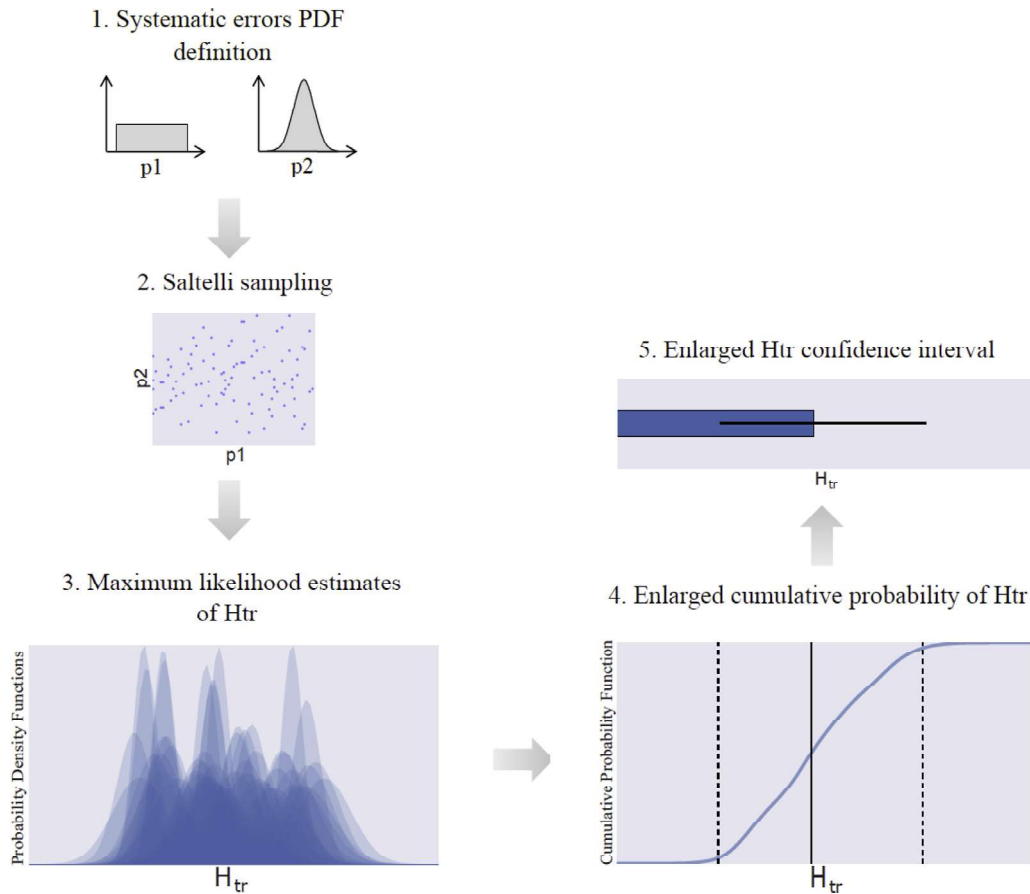 1. Systematic errors PDF
definition
p1
p2
2. Saltelli sampling
p2
p1
3. Maximum likelihood estimates
of Htr
Probability Density Functions
Htr
4. Enlarged cumulative probability of Htr
Cumulative Probability Function
Htr
5. Enlarged Htr confidence interval
Htr